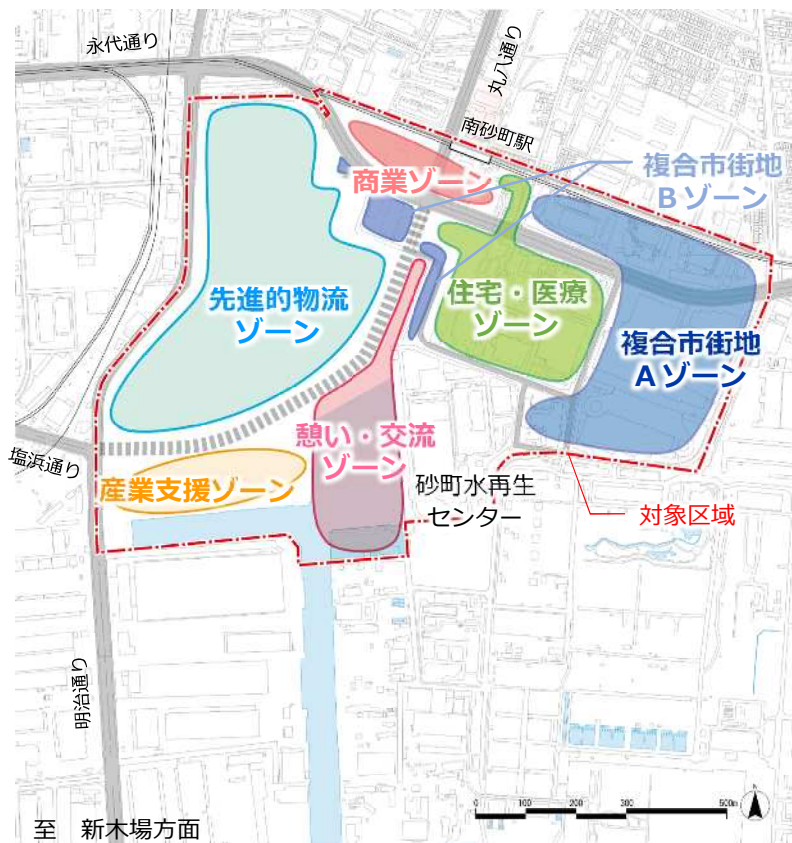 永代通り
丸八通り
南砂町駅
商業ゾーン
複合市街地
Bゾーン
先進的物流
ゾーン
住宅・医療
ゾーン
複合市街地
Aゾーン
憩い・交流
ゾーン
塩浜通り
産業支援ゾーン
砂町水再生
センター
対象区域
明治通り
0 100 200 300 500m
N
至 新木場方面